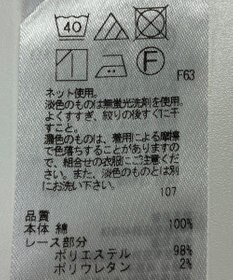 40
F
F63
ネット使用。
淡色のものは無蛍光洗剤を使用。
よくすすぎ、絞りの後すぐに干
すこと。
濃色のものは、着用による摩擦
で色落ちすることがありますの
で、組合せの衣服にご注意くださ
い。また、淡色のものとは別
にお洗い下さい。
107
品質
本体 綿 100%
レース部分
ポリエステル 98%
ポリウレタン 2%